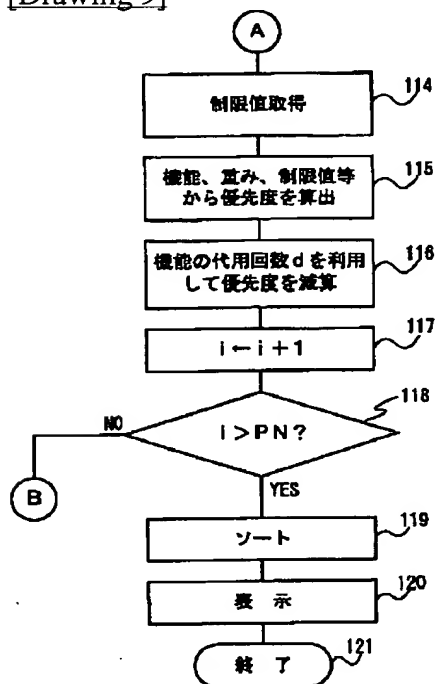 [Drawing 9]
A
制限値取得
114
機能、重み、制限値等
から優先度を算出
115
機能の代用回数dを利用
して優先度を減算
116
i←i+1
117
i>PN?
118
NO
B
YES
ソート
119
表 示
120
終 了
121